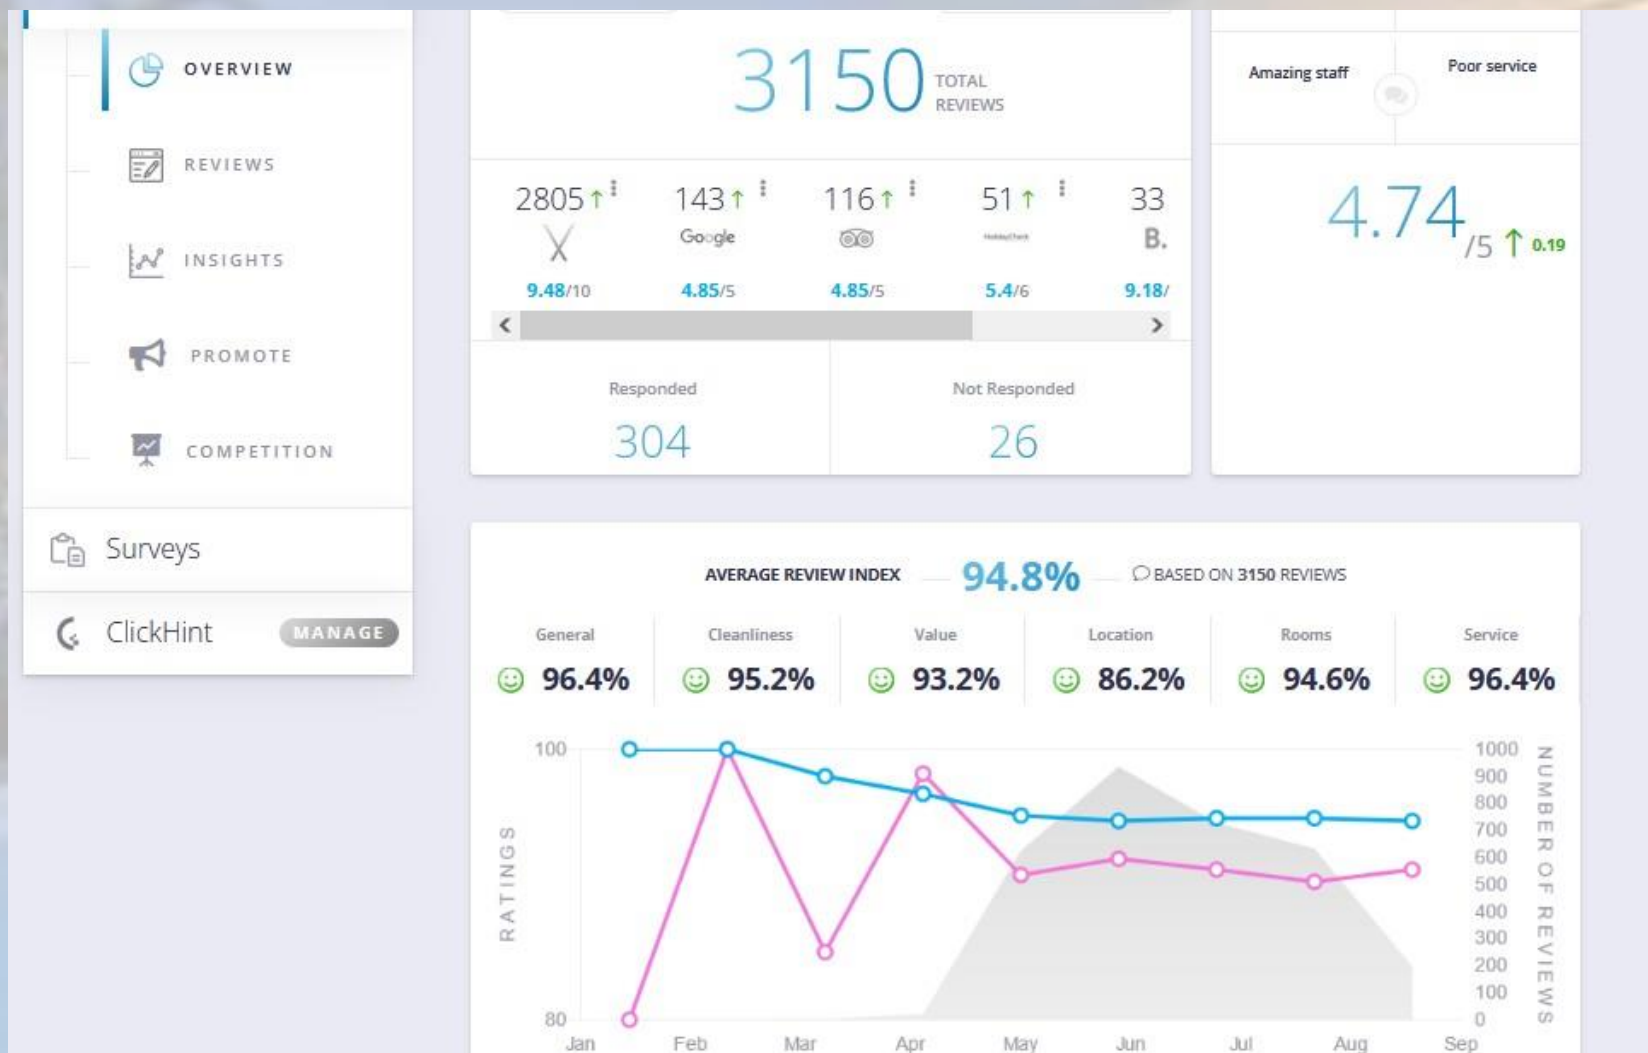 OVERVIEW
REVIEWS
INSIGHTS
PROMOTE
COMPETITION
Surveys
ClickHint MANAGE
3150 TOTAL
REVIEWS
2805 143 116 51 33
Google HolidayCheck B.
9.48/10 4.85/5 4.85/5 5.4/6 9.18/
Responded Not Responded
304 26
Amazing staff Poor service
4.74/5 0.19
AVERAGE REVIEW INDEX 94.8% BASED ON 3150 REVIEWS
General Cleanliness Value Location Rooms Service
96.4% 95.2% 93.2% 86.2% 94.6% 96.4%
RATINGS
100
80
1000
900
800
700
600
500
400
300
200
100
0
NUMBER OF REVIEWS
Jan Feb Mar Apr May Jun Jul Aug Sep